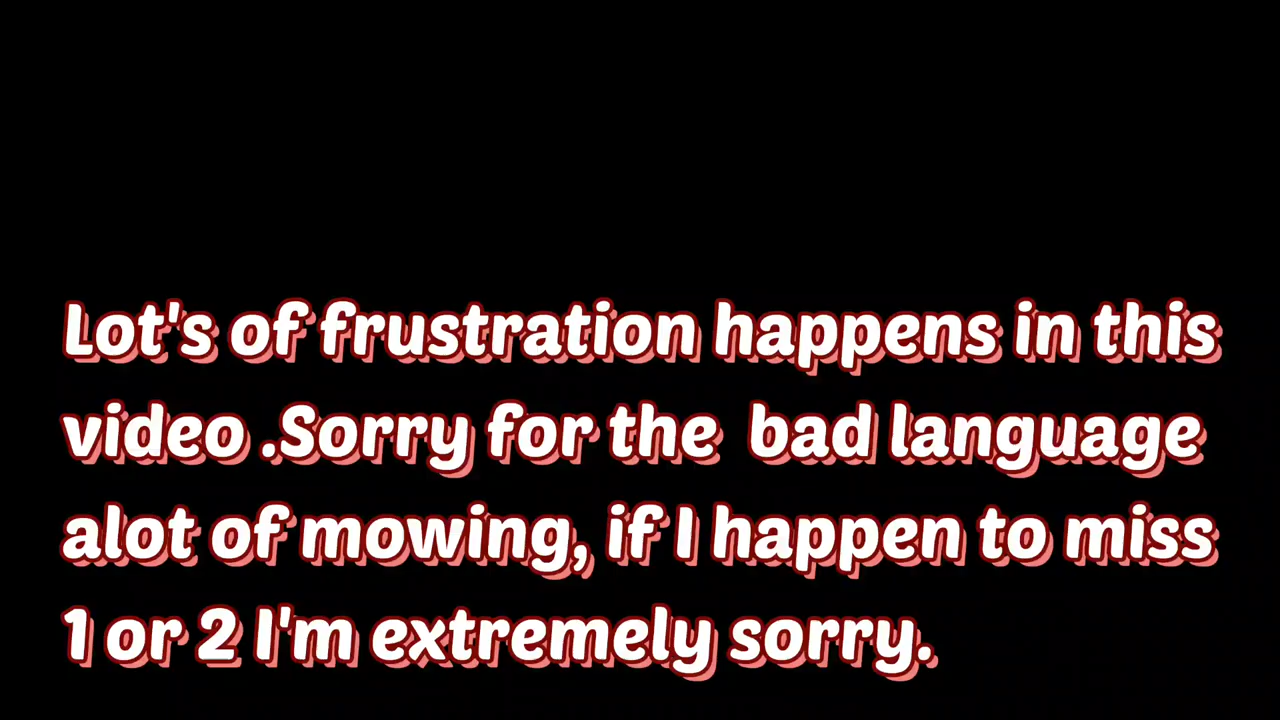 Lot's of frustration happens in this
video .Sorry for the  bad language
alot of mowing, if I happen to miss
1 or 2 I'm extremely sorry.